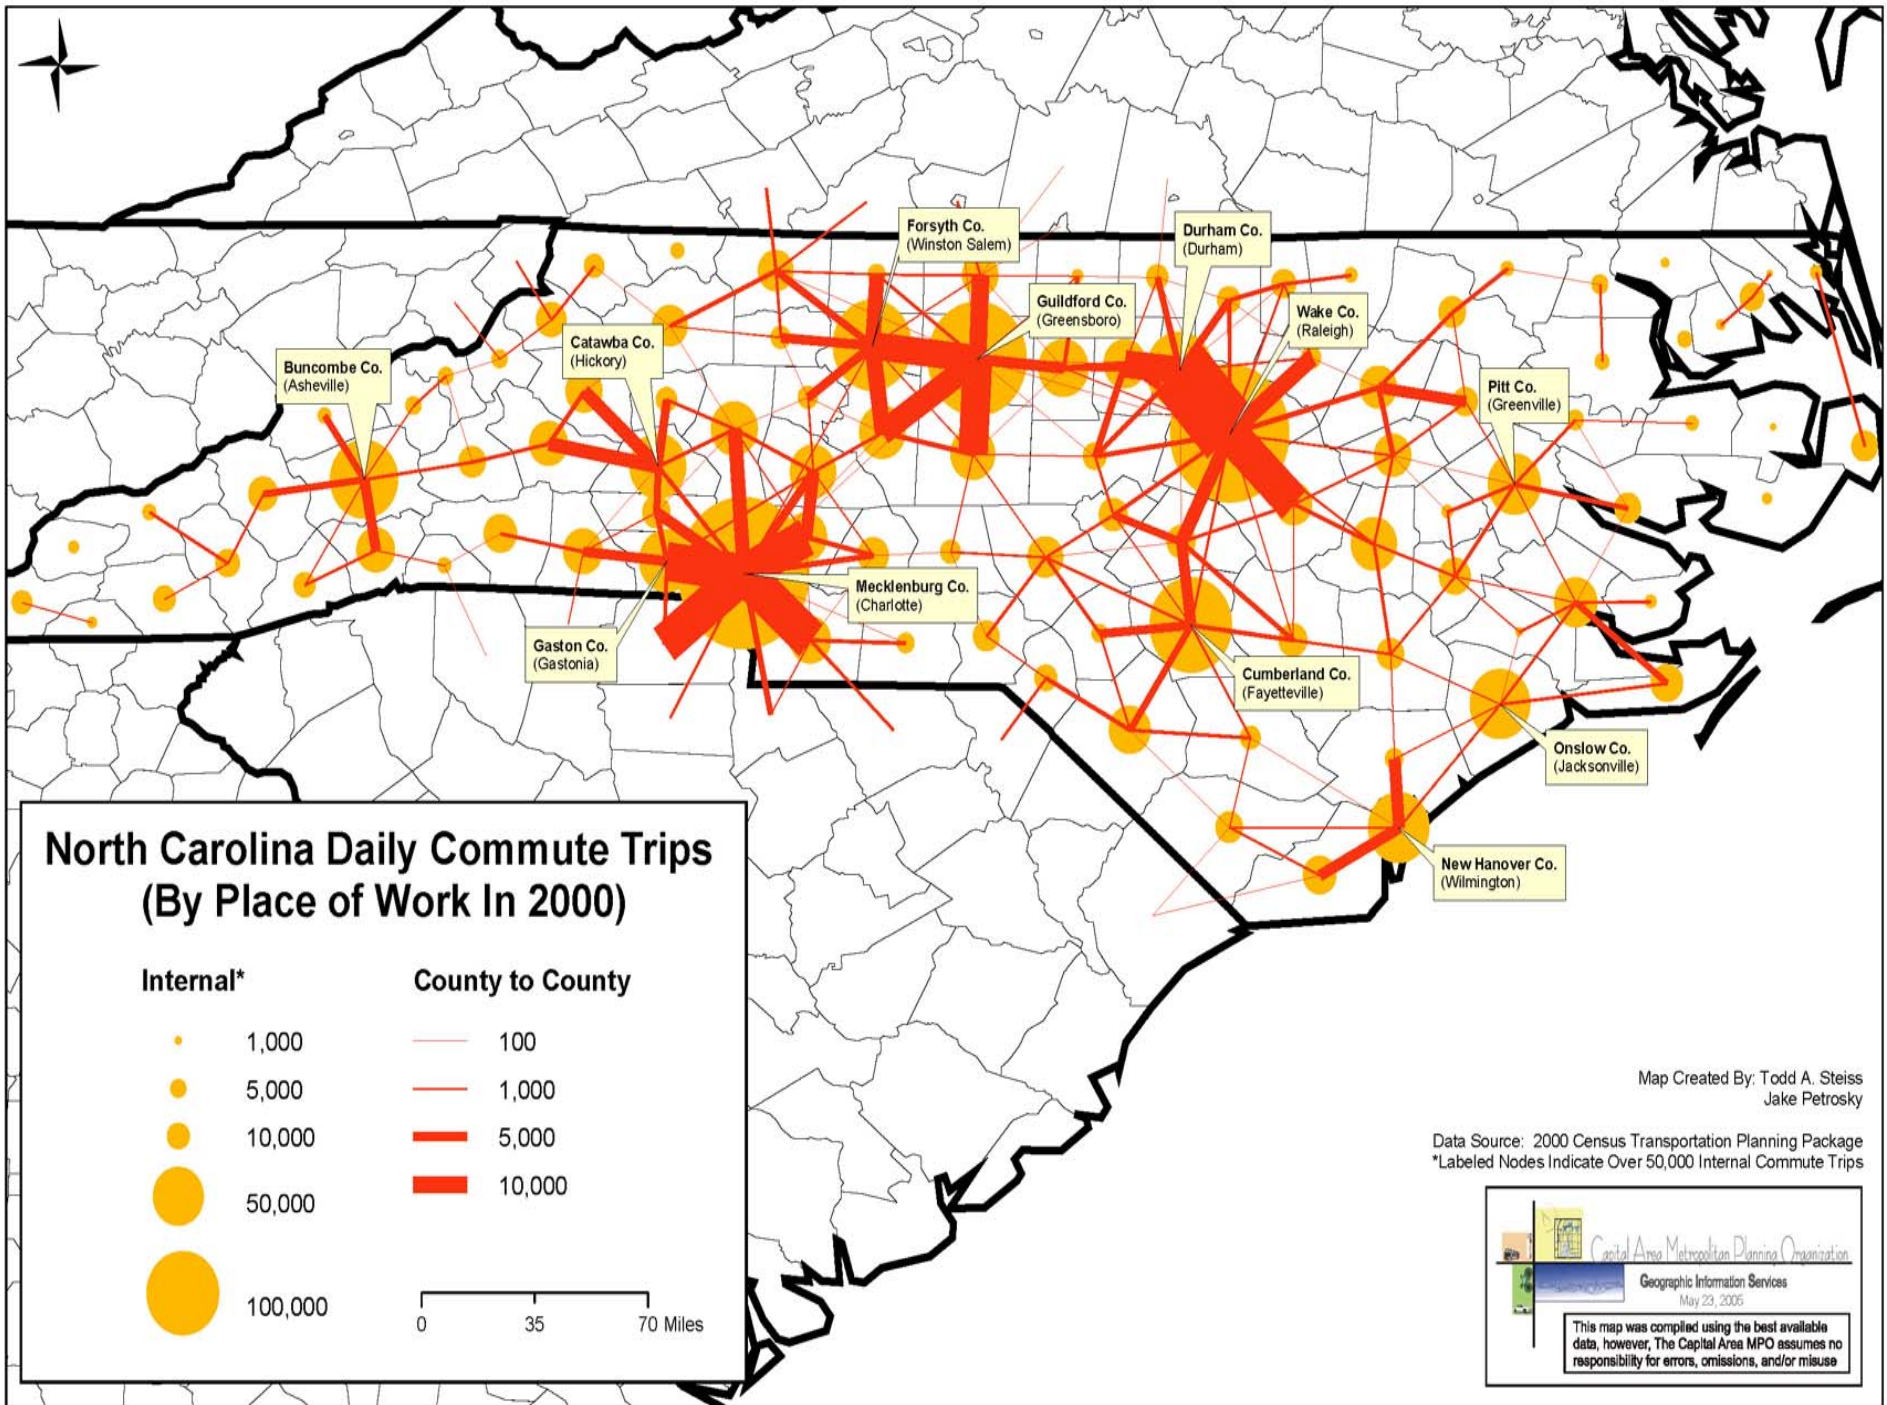 Forsyth Co.
(Winston Salem)
Durham Co.
(Durham)
Guildford Co.
(Greensboro)
Wake Co.
(Raleigh)
Catawba Co.
(Hickory)
Buncombe Co.
(Asheville)
Pitt Co.
(Greenville)
Mecklenburg Co.
(Charlotte)
Gaston Co.
(Gastonia)
Cumberland Co.
(Fayetteville)
Onslow Co.
(Jacksonville)
New Hanover Co.
(Wilmington)
North Carolina Daily Commute Trips
(By Place of Work In 2000)
Internal*
County to County
1,000
100
5,000
1,000
10,000
5,000
50,000
10,000
100,000
0
35
70 Miles
Map Created By: Todd A. Steiss
Jake Petrosky
Data Source: 2000 Census Transportation Planning Package
*Labeled Nodes Indicate Over 50,000 Internal Commute Trips
Capital Area Metropolitan Planning Organization
Geographic Information Services
May 23, 2005
This map was compiled using the best available
data, however, The Capital Area MPO assumes no
responsibility for errors, omissions, and/or misuse